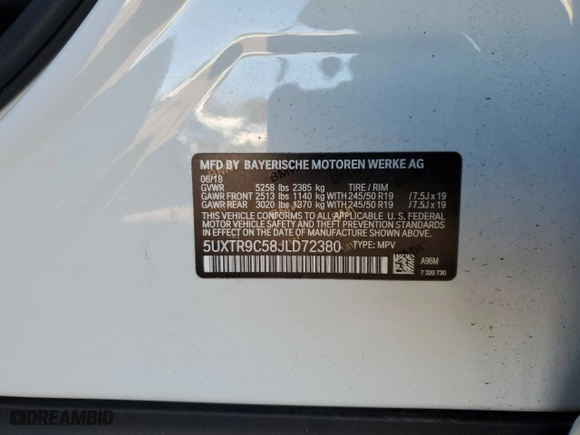 MFD BY BAYERISCHE MOTOREN WERKE AG
06/18
GVWR 5258 lbs 2385 kg TIRE / RIM
GAWR FRONT 2513 lbs 1140 kg WITH 245/50 R19 /7.5J x 19
GAWR REAR 3020 lbs 1370 kg WITH 245/50 R19 /7.5J x 19
THIS VEHICLE CONFORMS TO ALL APPLICABLE U. S. FEDERAL
MOTOR VEHICLE SAFETY AND THEFT PREVENTION STANDARDS
IN EFFECT ON THE DATE OF MANUFACTURE SHOWN ABOVE.
5UXTR9C58JLD72380 TYPE: MPV
A96M
7 320 730
DREAMBID